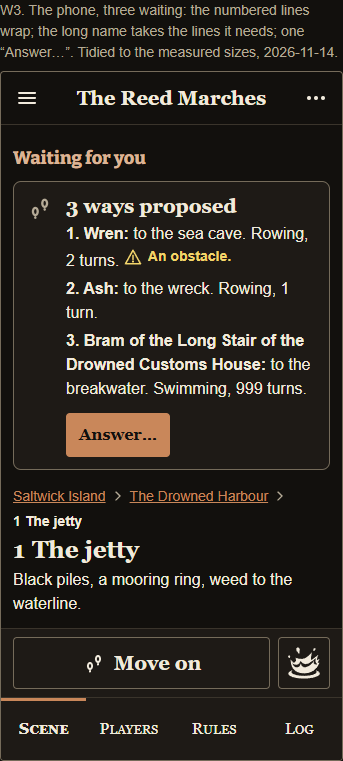 W3. The phone, three waiting: the numbered lines
wrap; the long name takes the lines it needs; one
“Answer…”. Tidied to the measured sizes, 2026-11-14.
The Reed Marches
Waiting for you
3 ways proposed
1. Wren: to the sea cave. Rowing,
2 turns. An obstacle.
2. Ash: to the wreck. Rowing, 1
turn.
3. Bram of the Long Stair of the
Drowned Customs House: to the
breakwater. Swimming, 999 turns.
Answer…
Saltwick Island > The Drowned Harbour >
1 The jetty
1 The jetty
Black piles, a mooring ring, weed to the
waterline.
Move on
Scene Players Rules Log